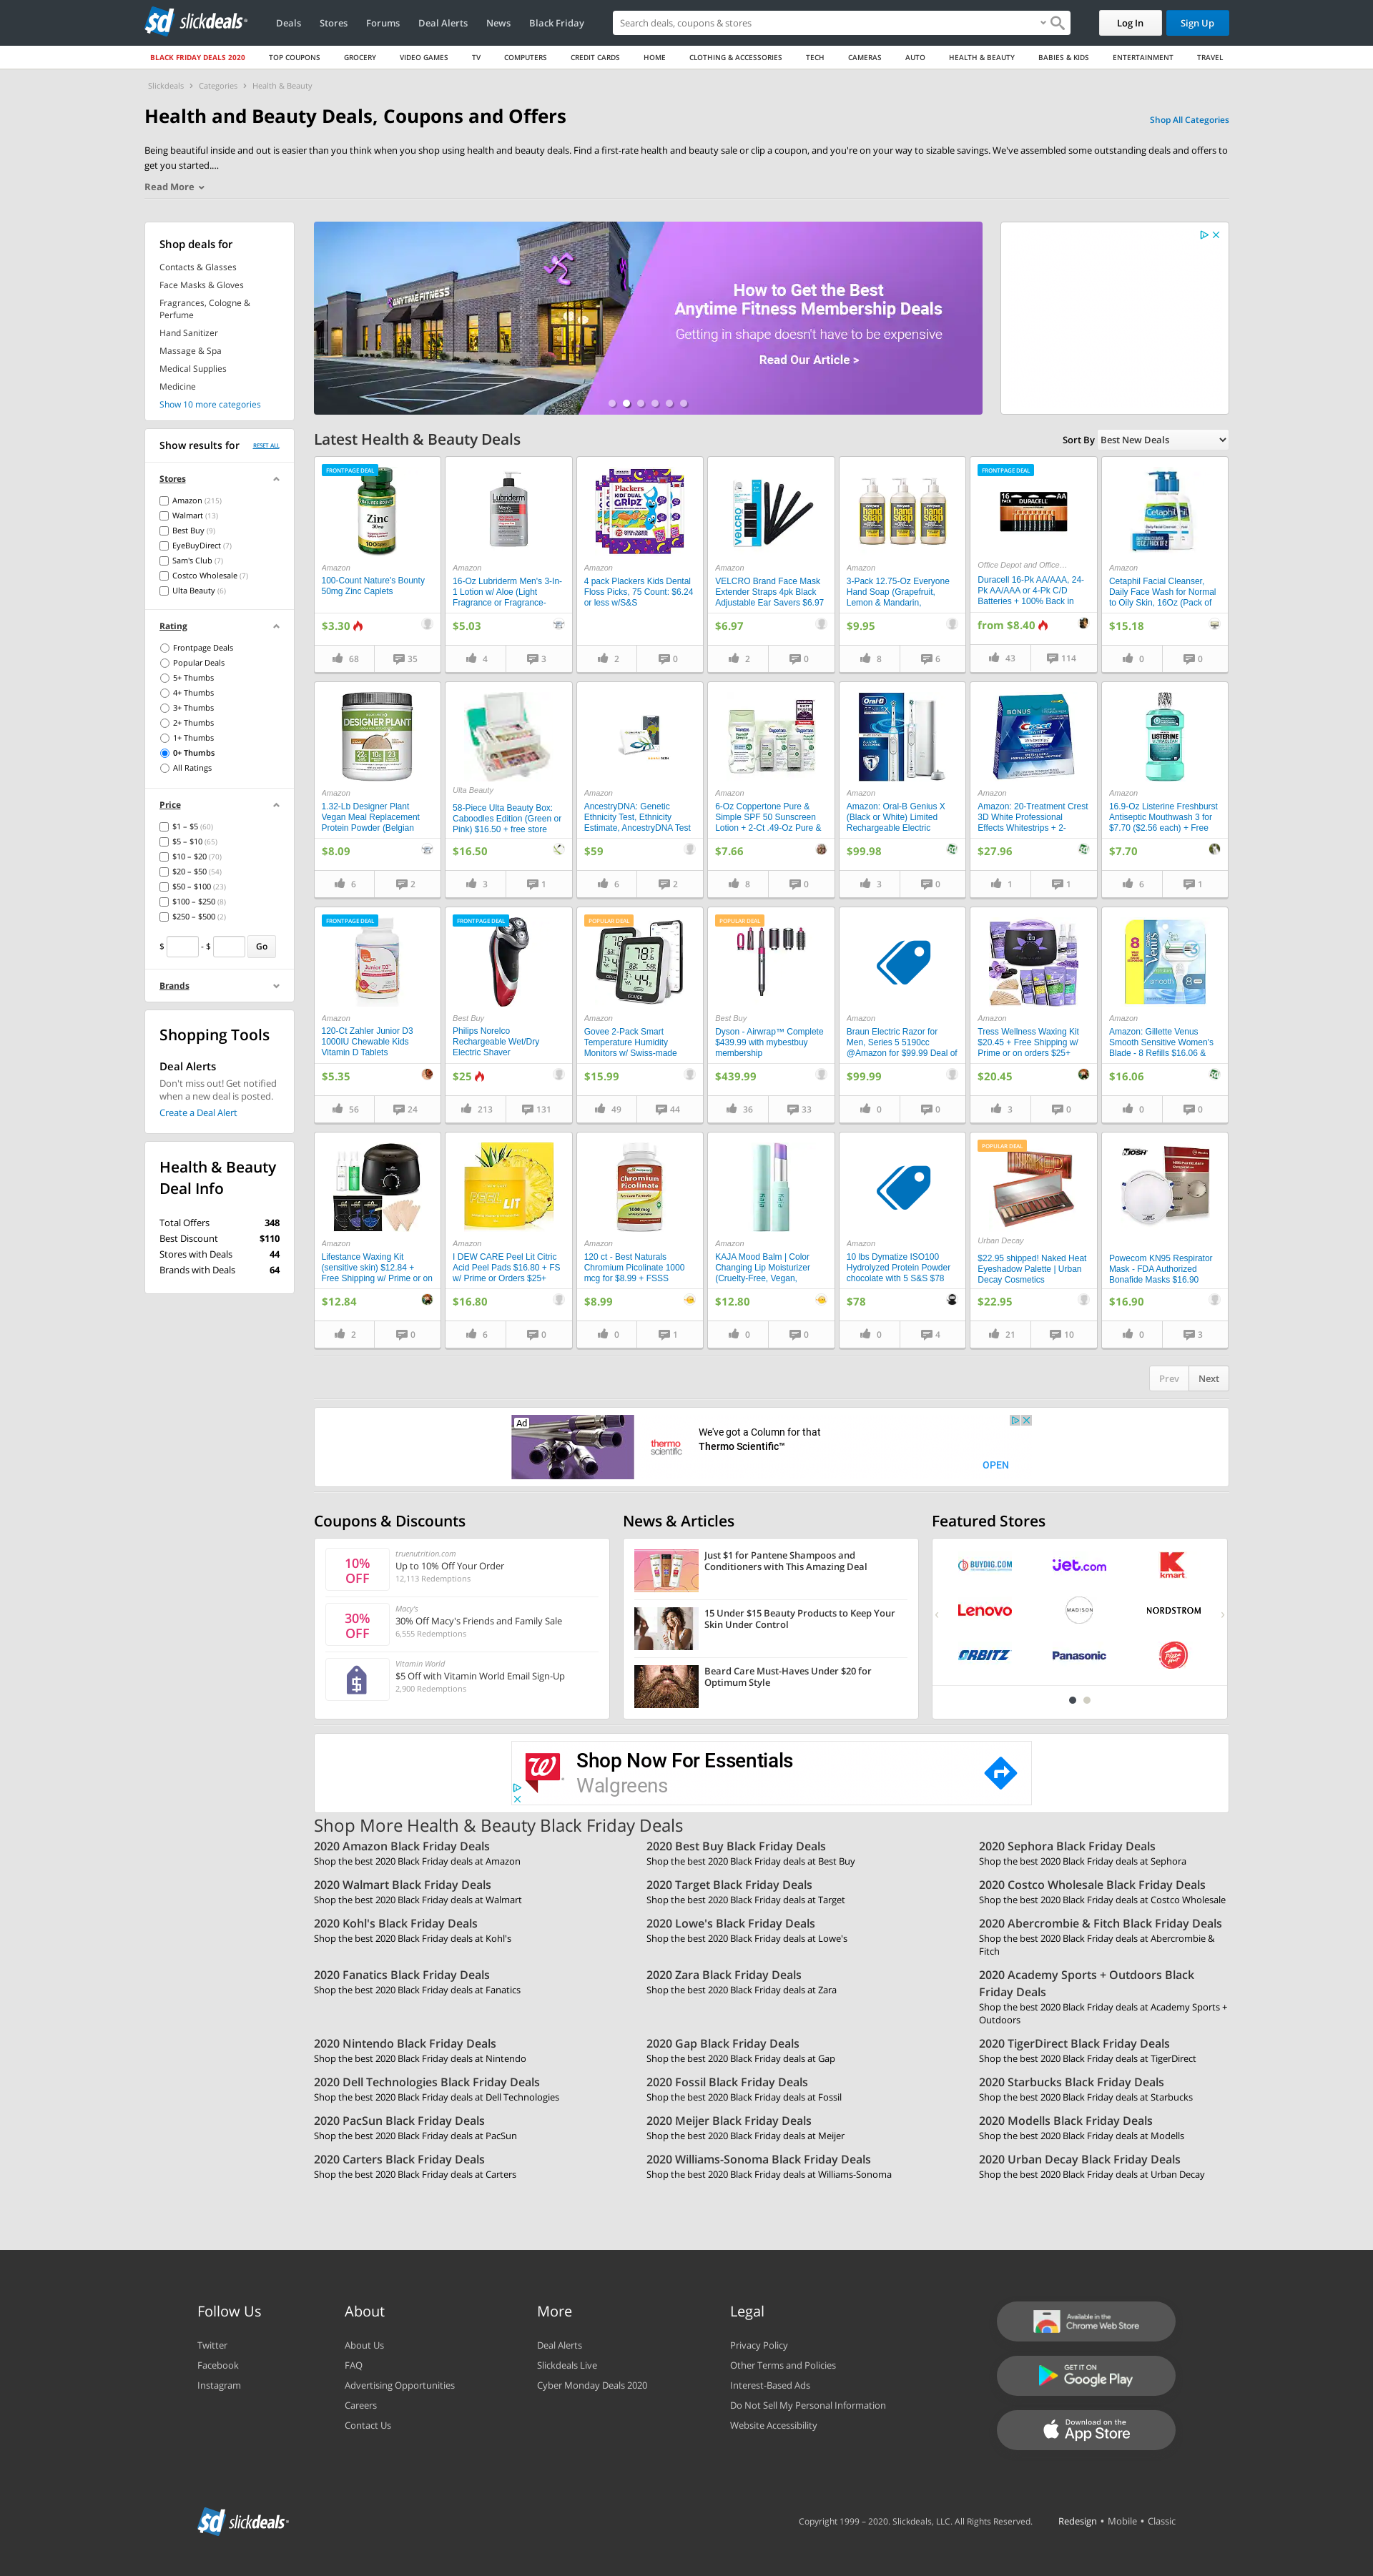 slickdeals
Deals
Stores
Forums
Deal Alerts
News
Black Friday
Search deals, coupons & stores
Log In
Sign Up
BLACK FRIDAY DEALS 2020
TOP COUPONS
GROCERY
VIDEO GAMES
TV
COMPUTERS
CREDIT CARDS
HOME
CLOTHING & ACCESSORIES
TECH
CAMERAS
AUTO
HEALTH & BEAUTY
BABIES & KIDS
ENTERTAINMENT
TRAVEL
Slickdeals > Categories > Health & Beauty
Health and Beauty Deals, Coupons and Offers
Shop All Categories
Being beautiful inside and out is easier than you think when you shop using health and beauty deals. Find a first-rate health and beauty sale or clip a coupon, and you're on your way to sizable savings. We've assembled some outstanding deals and offers to
get you started....
Read More
Shop deals for
Contacts & Glasses
Face Masks & Gloves
Fragrances, Cologne &
Perfume
Hand Sanitizer
Massage & Spa
Medical Supplies
Medicine
Show 10 more categories
Show results for
RESET ALL
Stores
Amazon (215)
Walmart (13)
Best Buy (9)
EyeBuyDirect (7)
Sam's Club (7)
Costco Wholesale (7)
Ulta Beauty (6)
Rating
Frontpage Deals
Popular Deals
5+ Thumbs
4+ Thumbs
3+ Thumbs
2+ Thumbs
1+ Thumbs
0+ Thumbs
All Ratings
Price
$1 – $5 (60)
$5 – $10 (65)
$10 – $20 (70)
$20 – $50 (54)
$50 – $100 (23)
$100 – $250 (8)
$250 – $500 (2)
$ - $ Go
Brands
Shopping Tools
Deal Alerts
Don't miss out! Get notified
when a new deal is posted.
Create a Deal Alert
Health & Beauty
Deal Info
Total Offers 348
Best Discount $110
Stores with Deals 44
Brands with Deals 64
ANYTIME FITNESS
How to Get the Best
Anytime Fitness Membership Deals
Getting in shape doesn't have to be expensive
Read Our Article >
Latest Health & Beauty Deals
Sort By Best New Deals
FRONTPAGE DEAL
Zinc
Amazon
100-Count Nature's Bounty
50mg Zinc Caplets
$3.30
68
35
Lubriderm
Amazon
16-Oz Lubriderm Men's 3-In-
1 Lotion w/ Aloe (Light
Fragrance or Fragrance-
$5.03
4
3
Plackers
KIDS DUAL
GRIPZ
Amazon
4 pack Plackers Kids Dental
Floss Picks, 75 Count: $6.24
or less w/S&S
2
0
VELCRO
Amazon
VELCRO Brand Face Mask
Extender Straps 4pk Black
Adjustable Ear Savers $6.97
$6.97
2
0
hand soap
Amazon
3-Pack 12.75-Oz Everyone
Hand Soap (Grapefruit,
Lemon & Mandarin,
$9.95
8
6
FRONTPAGE DEAL
16 AA
DURACELL
Office Depot and Office...
Duracell 16-Pk AA/AAA, 24-
Pk AA/AAA or 4-Pk C/D
Batteries + 100% Back in
from $8.40
43
114
Cetaphil
Amazon
Cetaphil Facial Cleanser,
Daily Face Wash for Normal
to Oily Skin, 16Oz (Pack of
$15.18
0
0
DESIGNER PLANT
Amazon
1.32-Lb Designer Plant
Vegan Meal Replacement
Protein Powder (Belgian
$8.09
6
2
Ulta Beauty
58-Piece Ulta Beauty Box:
Caboodles Edition (Green or
Pink) $16.50 + free store
$16.50
3
1
Amazon
AncestryDNA: Genetic
Ethnicity Test, Ethnicity
Estimate, AncestryDNA Test
$59
6
2
Amazon
6-Oz Coppertone Pure &
Simple SPF 50 Sunscreen
Lotion + 2-Ct .49-Oz Pure &
$7.66
8
0
Oral-B
Amazon
Amazon: Oral-B Genius X
(Black or White) Limited
Rechargeable Electric
$99.98
3
0
BONUS
Crest
Amazon
Amazon: 20-Treatment Crest
3D White Professional
Effects Whitestrips + 2-
$27.96
1
1
LISTERINE
Amazon
16.9-Oz Listerine Freshburst
Antiseptic Mouthwash 3 for
$7.70 ($2.56 each) + Free
$7.70
6
1
FRONTPAGE DEAL
Junior D3
Amazon
120-Ct Zahler Junior D3
1000IU Chewable Kids
Vitamin D Tablets
$5.35
56
24
FRONTPAGE DEAL
Best Buy
Philips Norelco
Rechargeable Wet/Dry
Electric Shaver
$25
213
131
POPULAR DEAL
Amazon
Govee 2-Pack Smart
Temperature Humidity
Monitors w/ Swiss-made
$15.99
49
44
POPULAR DEAL
Best Buy
Dyson - Airwrap™ Complete
$439.99 with mybestbuy
membership
$439.99
36
33
Amazon
Braun Electric Razor for
Men, Series 5 5190cc
@Amazon for $99.99 Deal of
$99.99
0
0
Amazon
Tress Wellness Waxing Kit
$20.45 + Free Shipping w/
Prime or on orders $25+
$20.45
3
0
8
Venus
smooth
Amazon
Amazon: Gillette Venus
Smooth Sensitive Women's
Blade - 8 Refills $16.06 &
$16.06
0
0
Amazon
Lifestance Waxing Kit
(sensitive skin) $12.84 +
Free Shipping w/ Prime or on
$12.84
2
0
PEEL LIT
Amazon
I DEW CARE Peel Lit Citric
Acid Peel Pads $16.80 + FS
w/ Prime or Orders $25+
$16.80
6
0
Chromium
Picolinate
Amazon
120 ct - Best Naturals
Chromium Picolinate 1000
mcg for $8.99 + FSSS
$8.99
0
1
Amazon
KAJA Mood Balm | Color
Changing Lip Moisturizer
(Cruelty-Free, Vegan,
$12.80
0
0
Amazon
10 lbs Dymatize ISO100
Hydrolyzed Protein Powder
chocolate with 5 S&S $78
$78
0
4
POPULAR DEAL
Urban Decay
$22.95 shipped! Naked Heat
Eyeshadow Palette | Urban
Decay Cosmetics
$22.95
21
10
NIOSH
Powecom KN95 Respirator
Mask - FDA Authorized
Bonafide Masks $16.90
$16.90
0
3
Prev
Next
Ad
thermo
scientific
We've got a Column for that
Thermo Scientific™
OPEN
Coupons & Discounts
10%
OFF
truenutrition.com
Up to 10% Off Your Order
12,113 Redemptions
30%
OFF
Macy's
30% Off Macy's Friends and Family Sale
6,555 Redemptions
Vitamin World
$5 Off with Vitamin World Email Sign-Up
2,900 Redemptions
News & Articles
Just $1 for Pantene Shampoos and
Conditioners with This Amazing Deal
15 Under $15 Beauty Products to Keep Your
Skin Under Control
Beard Care Must-Haves Under $20 for
Optimum Style
Featured Stores
BUYDIG.COM
jet.com
kmart
Lenovo
MADISON
NORDSTROM
ORBITZ
Panasonic
Pizza Hut
Shop Now For Essentials
Walgreens
Shop More Health & Beauty Black Friday Deals
2020 Amazon Black Friday Deals
Shop the best 2020 Black Friday deals at Amazon
2020 Best Buy Black Friday Deals
Shop the best 2020 Black Friday deals at Best Buy
2020 Sephora Black Friday Deals
Shop the best 2020 Black Friday deals at Sephora
2020 Walmart Black Friday Deals
Shop the best 2020 Black Friday deals at Walmart
2020 Target Black Friday Deals
Shop the best 2020 Black Friday deals at Target
2020 Costco Wholesale Black Friday Deals
Shop the best 2020 Black Friday deals at Costco Wholesale
2020 Kohl's Black Friday Deals
Shop the best 2020 Black Friday deals at Kohl's
2020 Lowe's Black Friday Deals
Shop the best 2020 Black Friday deals at Lowe's
2020 Abercrombie & Fitch Black Friday Deals
Shop the best 2020 Black Friday deals at Abercrombie &
Fitch
2020 Fanatics Black Friday Deals
Shop the best 2020 Black Friday deals at Fanatics
2020 Zara Black Friday Deals
Shop the best 2020 Black Friday deals at Zara
2020 Academy Sports + Outdoors Black
Friday Deals
Shop the best 2020 Black Friday deals at Academy Sports +
Outdoors
2020 Nintendo Black Friday Deals
Shop the best 2020 Black Friday deals at Nintendo
2020 Gap Black Friday Deals
Shop the best 2020 Black Friday deals at Gap
2020 TigerDirect Black Friday Deals
Shop the best 2020 Black Friday deals at TigerDirect
2020 Dell Technologies Black Friday Deals
Shop the best 2020 Black Friday deals at Dell Technologies
2020 Fossil Black Friday Deals
Shop the best 2020 Black Friday deals at Fossil
2020 Starbucks Black Friday Deals
Shop the best 2020 Black Friday deals at Starbucks
2020 PacSun Black Friday Deals
Shop the best 2020 Black Friday deals at PacSun
2020 Meijer Black Friday Deals
Shop the best 2020 Black Friday deals at Meijer
2020 Modells Black Friday Deals
Shop the best 2020 Black Friday deals at Modells
2020 Carters Black Friday Deals
Shop the best 2020 Black Friday deals at Carters
2020 Williams-Sonoma Black Friday Deals
Shop the best 2020 Black Friday deals at Williams-Sonoma
2020 Urban Decay Black Friday Deals
Shop the best 2020 Black Friday deals at Urban Decay
Follow Us
Twitter
Facebook
Instagram
About
About Us
FAQ
Advertising Opportunities
Careers
Contact Us
More
Deal Alerts
Slickdeals Live
Cyber Monday Deals 2020
Legal
Privacy Policy
Other Terms and Policies
Interest-Based Ads
Do Not Sell My Personal Information
Website Accessibility
Available in the
Chrome Web Store
GET IT ON
Google Play
Download on the
App Store
slickdeals
Copyright 1999 – 2020. Slickdeals, LLC. All Rights Reserved.
Redesign • Mobile • Classic